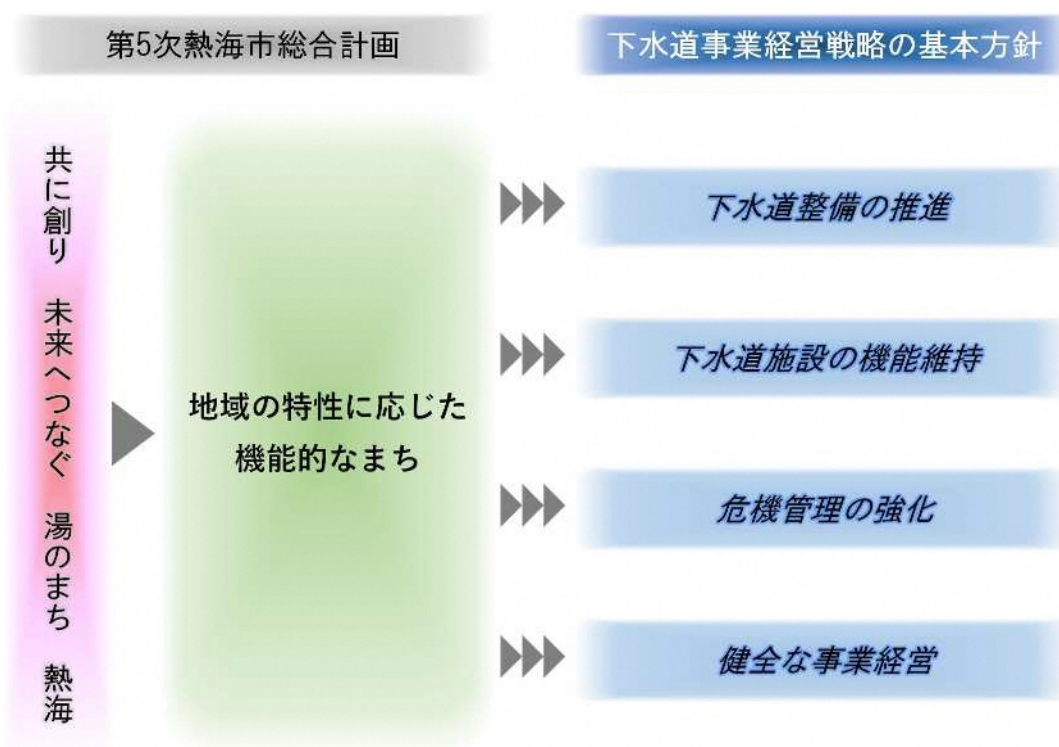 第5次熱海市総合計画
下水道事業経営戦略の基本方針
共に創り 未来へつなぐ 湯のまち 熱海
地域の特性に応じた
機能的なまち
下水道整備の推進
下水道施設の機能維持
危機管理の強化
健全な事業経営